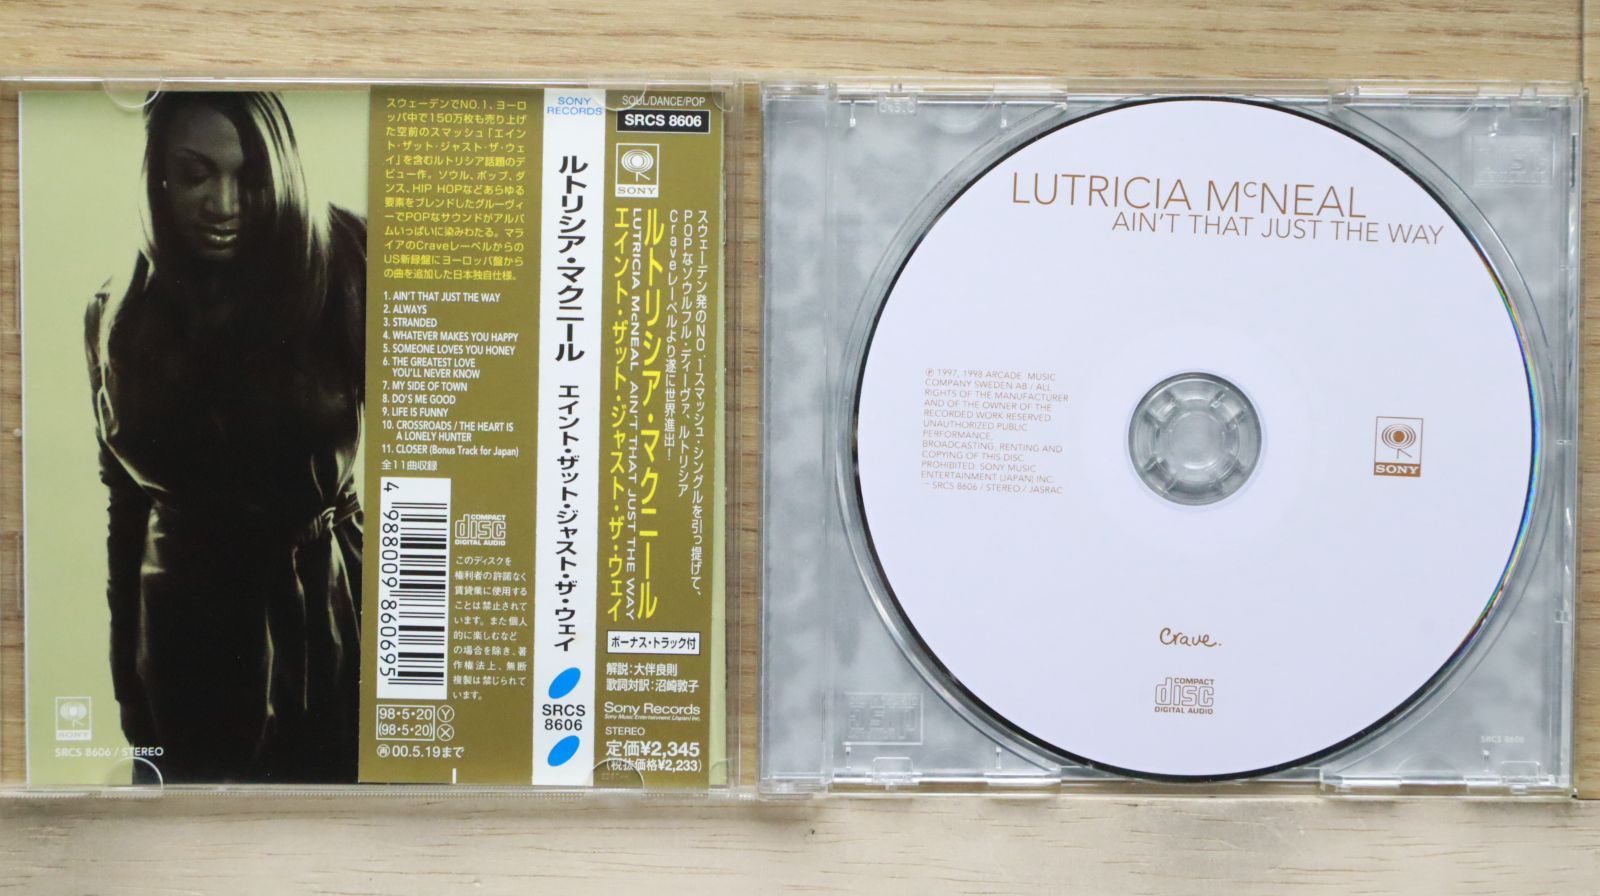 スウェーデンでNO.1、ヨーロ
ッパ中で150万枚も売り上げ
た空前のスマッシュ「エイン
ト・ザット・ジャスト・ザ・ウェ
イ」を含むルトリシア話題のデ
ビュー作。ソウル、ポップ、ダ
ンス、HIP HOPなどあらゆる
要素をブレンドしたグルーヴィ
ーでPOPなサウンドがアルバ
ムいっぱいに染みわたる。マラ
イアのCraveレーベルからの
US新録盤にヨーロッパ盤から
の曲を追加した日本独自仕様。
1. AIN'T THAT JUST THE WAY
2. ALWAYS
3. STRANDED
4. WHATEVER MAKES YOU HAPPY
5. SOMEONE LOVES YOU HONEY
6. THE GREATEST LOVE
YOU'LL NEVER KNOW
7. MY SIDE OF TOWN
8. DO'S ME GOOD
9. LIFE IS FUNNY
10. CROSSROADS / THE HEART IS
A LONELY HUNTER
11. CLOSER (Bonus Track for Japan)
全11曲収録
4 988009 860695
COMPACT
disc
DIGITAL AUDIO
このディスクを
権利者の許諾なく
賃貸業に使用する
ことは禁止されて
います。また個人
的に楽しむなど
の場合を除き、著
作権法上、無断
複製は禁じられて
います。
98・5・20 Ⓨ
(98・5・20) Ⓧ
㊢00.5.19まで
SONY
SRCS 8606 / STEREO
SONY
RECORDS
ルトリシア・マクニール エイント・ザット・ジャスト・ザ・ウェイ
SRCS
8606
SOUL/DANCE/POP
SRCS 8606
SONY
スウェーデン発のNO.1スマッシュ・シングルを引っ提げて、
POPなソウルフル・ディーヴァ、ルトリシア
Craveレーベルより遂に世界進出!
ルトリシア・マクニール
LUTRICIA McNEAL AIN'T THAT JUST THE WAY
エイント・ザット・ジャスト・ザ・ウェイ
ボーナス・トラック付
解説:大伴良則
歌詞対訳:沼崎敦子
Sony Records
Sony Music Entertainment (Japan) Inc.
STEREO
定価¥2,345
(税抜価格¥2,233)
LUTRICIA McNEAL
AIN'T THAT JUST THE WAY
℗ 1997, 1998 ARCADE MUSIC
COMPANY SWEDEN AB / ALL
RIGHTS OF THE MANUFACTURER
AND OF THE OWNER OF THE
RECORDED WORK RESERVED
UNAUTHORIZED PUBLIC
PERFORMANCE,
BROADCASTING, RENTING AND
COPYING OF THIS DISC
PROHIBITED. SONY MUSIC
ENTERTAINMENT (JAPAN) INC.
SRCS 8606 / STEREO / JASRAC
SONY
Crave.
COMPACT
disc
DIGITAL AUDIO
SRCS 8606